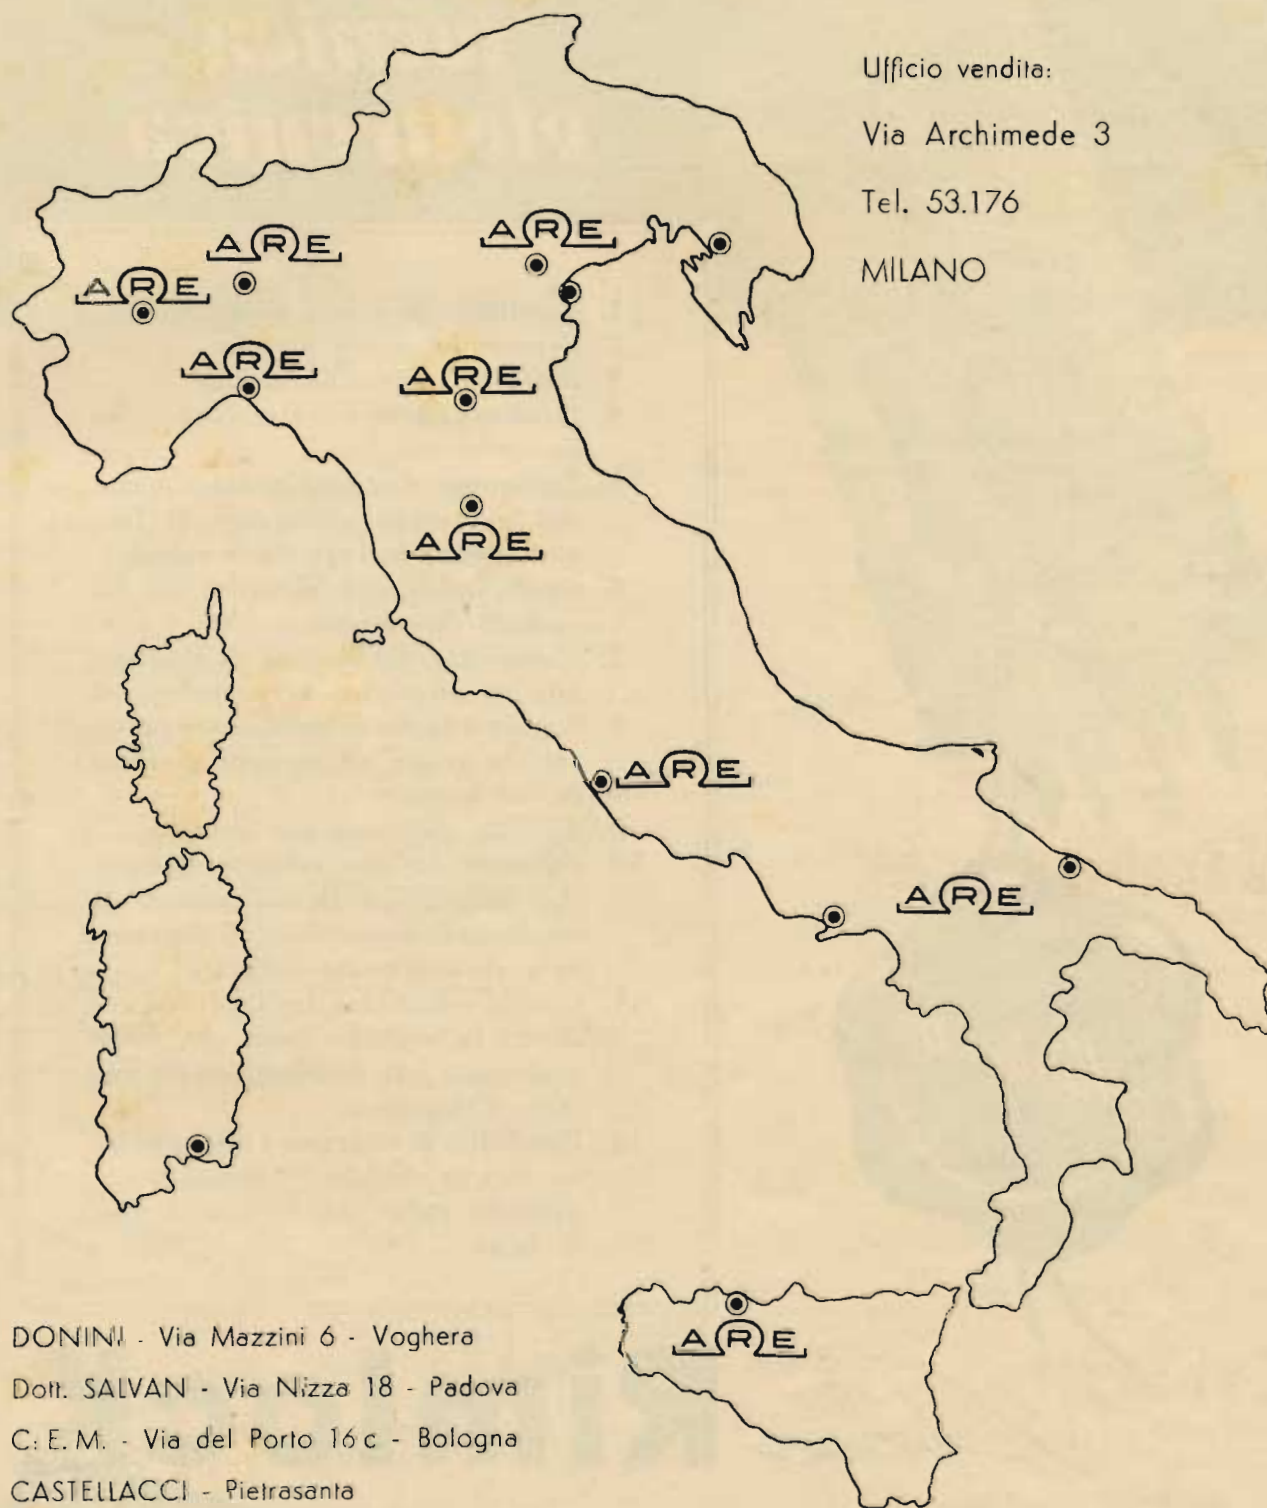 Ufficio vendita:
Via Archimede 3
Tel. 53.176
MILANO
ARE
ARE
ARE
ARE
ARE
ARE
ARE
ARE
ARE
DONINI - Via Mazzini 6 - Voghera
Dott. SALVAN - Via Nizza 18 - Padova
C. E. M. - Via del Porto 16 c - Bologna
CASTELLACCI - Pietrasanta